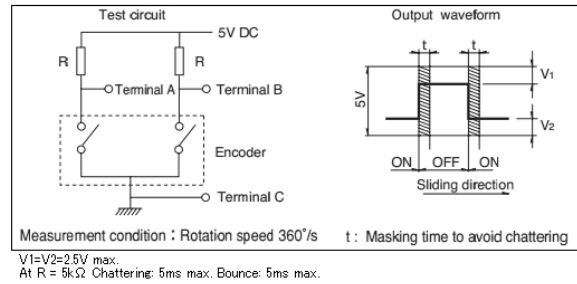 Test circuit
5V DC
R
R
Terminal A
Terminal B
Encoder
Terminal C
Output waveform
t
t
V1
5V
V2
ON
OFF
ON
Sliding direction
Measurement condition : Rotation speed 360°/s
t : Masking time to avoid chattering
V1=V2=2.5V max.
At R = 5kΩ Chattering: 5ms max. Bounce: 5ms max.